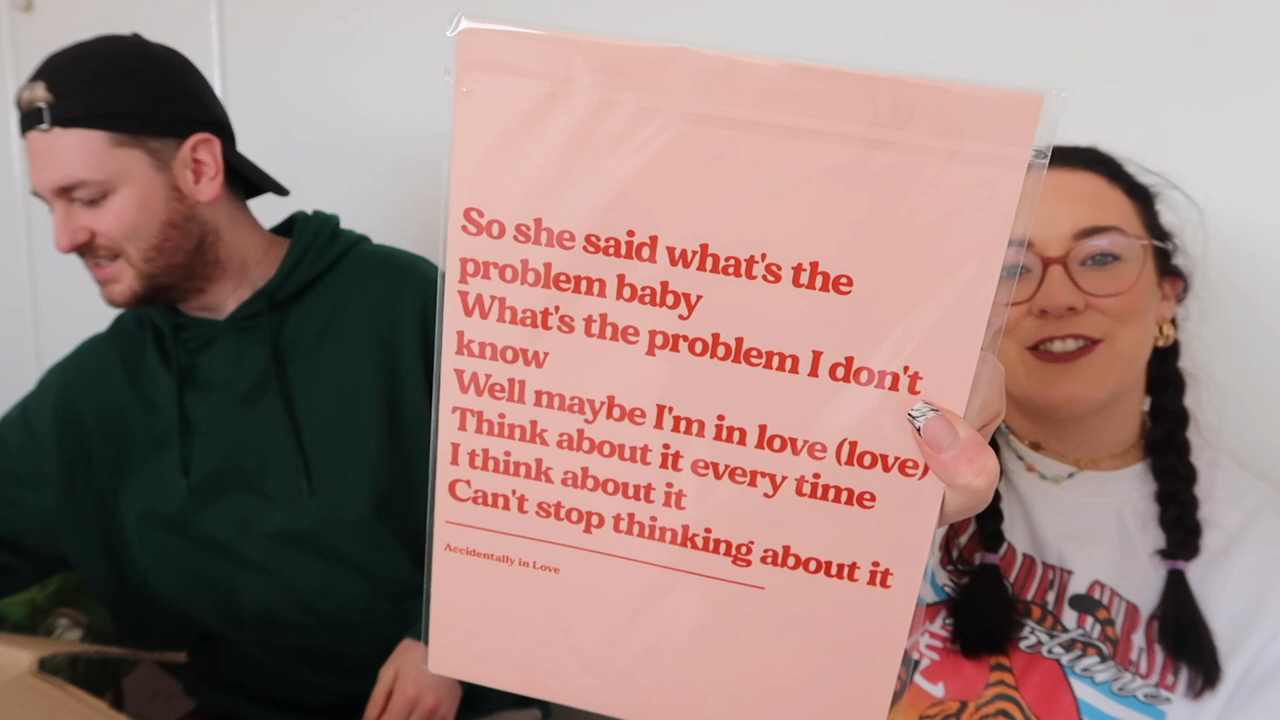 So she said what's the
problem baby
What's the problem I don't
know
Well maybe I'm in love (love)
Think about it every time
I think about it
Can't stop thinking about it
Accidentally in Love